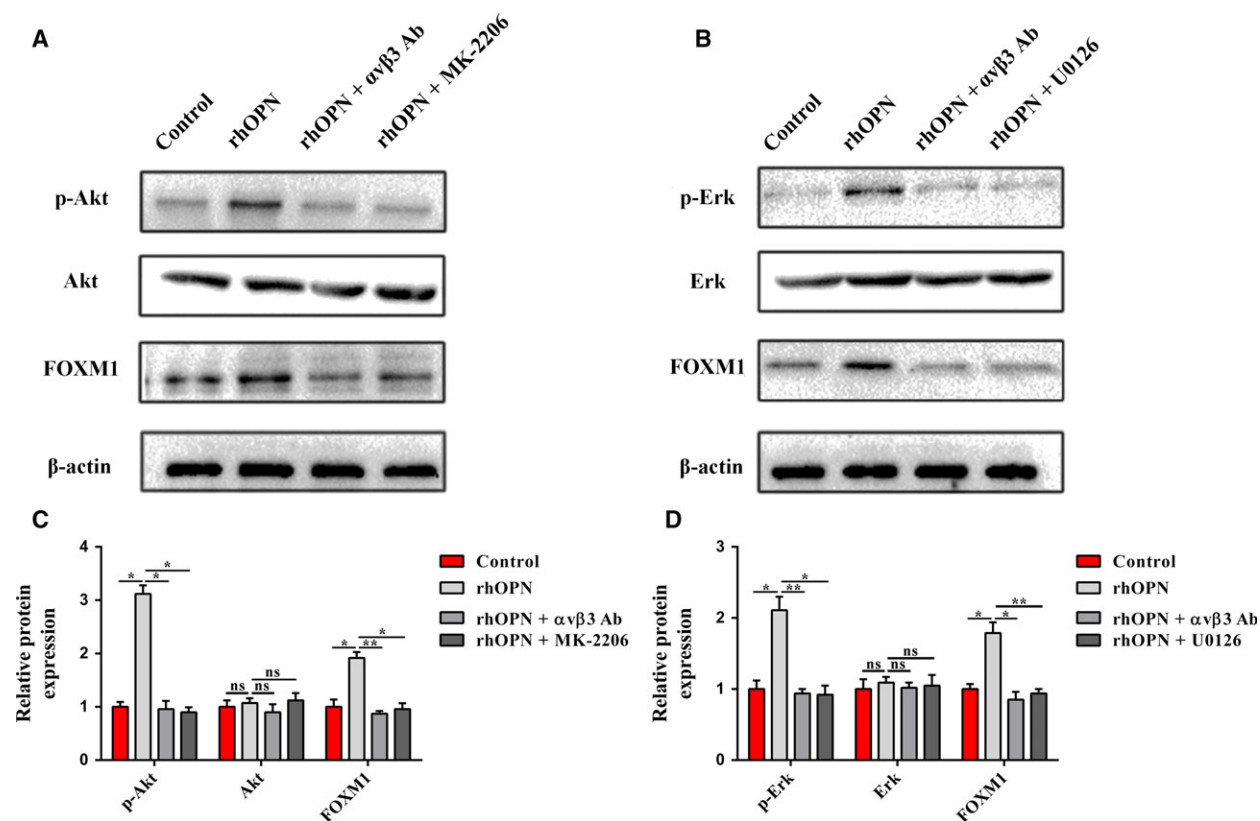 A
Control
rhOPN
rhOPN + αvβ3 Ab
rhOPN + MK-2206
p-Akt
Akt
FOXM1
β-actin
B
Control
rhOPN
rhOPN + αvβ3 Ab
rhOPN + U0126
p-Erk
Erk
FOXM1
β-actin
C
Relative protein
expression
4
3
2
1
0
* * *
ns ns ns
* ** *
p-Akt
Akt
FOXM1
Control
rhOPN
rhOPN + αvβ3 Ab
rhOPN + MK-2206
D
Relative protein
expression
3
2
1
0
* ** *
ns ns ns
* * **
p-Erk
Erk
FOXM1
Control
rhOPN
rhOPN + αvβ3 Ab
rhOPN + U0126